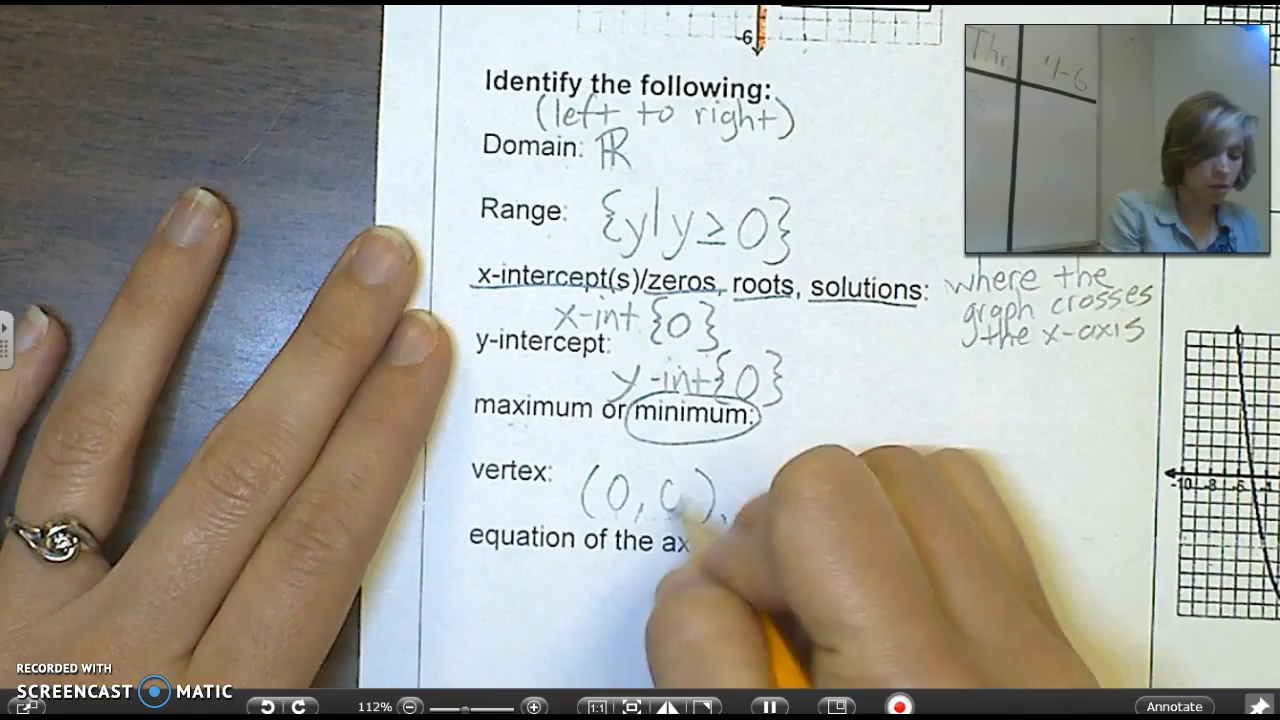 -6
Thr 4-6
Identify the following:
(left to right)
Domain: ℝ
Range: {y|y ≥ 0}
x-intercept(s)/zeros, roots, solutions: where the
graph crosses
the x-axis
x-int {0}
y-intercept:
y-int {0}
maximum or minimum:
vertex: (0, 0)
equation of the ax
-10 -8 -6
RECORDED WITH
SCREENCAST MATIC
112%
1:1
Annotate